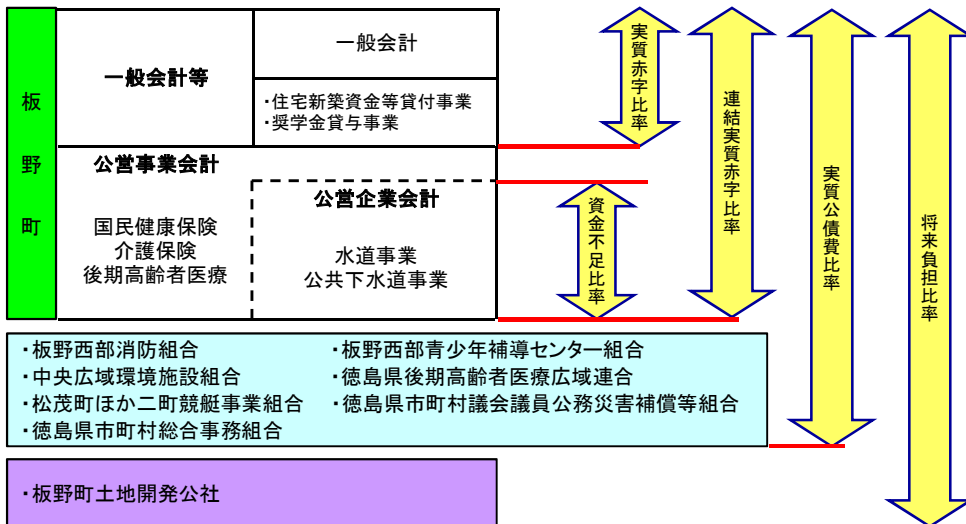 板野町
一般会計等
一般会計
・住宅新築資金等貸付事業
・奨学金貸与事業
公営事業会計
国民健康保険
介護保険
後期高齢者医療
公営企業会計
水道事業
公共下水道事業
実質赤字比率
資金不足比率
連結実質赤字比率
実質公債費比率
将来負担比率
・板野西部消防組合
・板野西部青少年補導センター組合
・中央広域環境施設組合
・徳島県後期高齢者医療広域連合
・松茂町ほか二町競艇事業組合
・徳島県市町村議会議員公務災害補償等組合
・徳島県市町村総合事務組合
・板野町土地開発公社